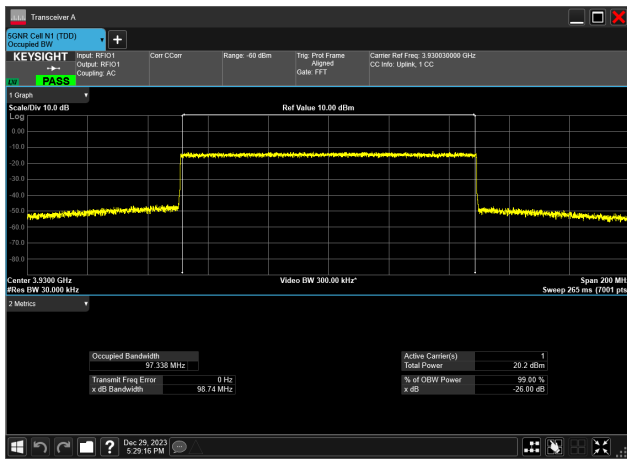 Transceiver A
5GNR Cell N1 (TDD)
Occupied BW
KEYSIGHT
PASS
Input: RFIO1
Output: RFIO1
Coupling: AC
Corr CCorr
Range: -60 dBm
Trig: Prot Frame
Aligned
Gate: FFT
Carrier Ref Freq: 3.930030000 GHz
CC Info: Uplink, 1 CC
1 Graph
Scale/Div 10.0 dB
Ref Value 10.00 dBm
Log
0.00
-10.0
-20.0
-30.0
-40.0
-50.0
-60.0
-70.0
-80.0
Center 3.9300 GHz
Video BW 300.00 kHz*
Span 200 MH
#Res BW 30.000 kHz
Sweep 265 ms (7001 pts
2 Metrics
Occupied Bandwidth
97.338 MHz
Transmit Freq Error 0 Hz
x dB Bandwidth 98.74 MHz
Active Carrier(s) 1
Total Power 20.2 dBm
% of OBW Power 99.00 %
x dB -26.00 dB
Dec 29, 2023
5:29:16 PM